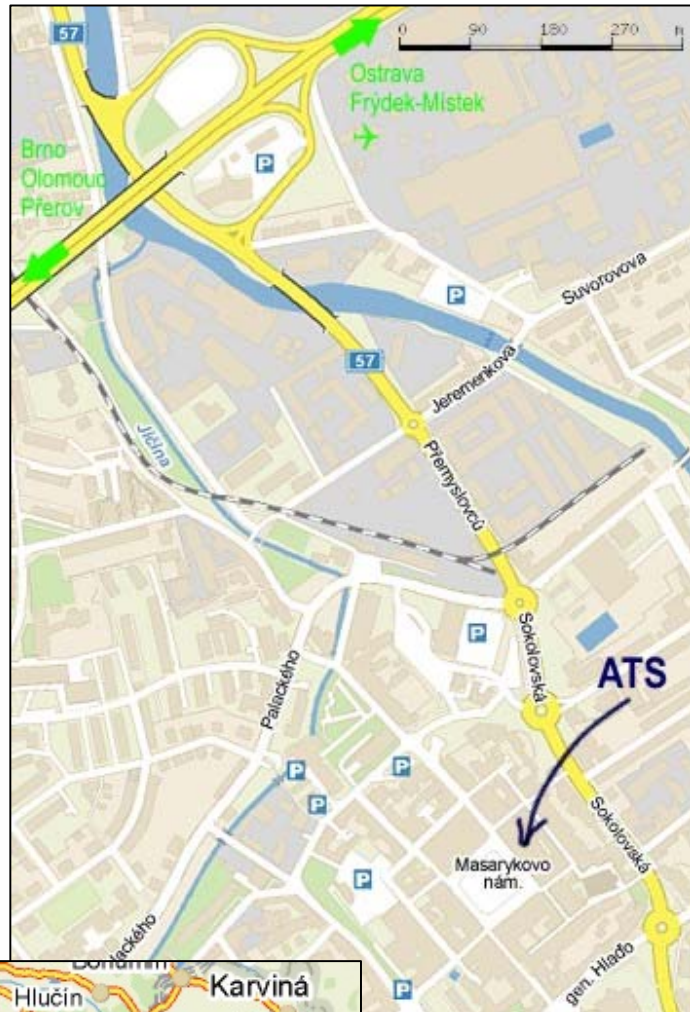 57
0 90 180 270 m
Ostrava
Frýdek-Místek
Brno
Olomouc
Přerov
P
Suvorovova
P
57
Jeremenkova
Jičína
Přemyslovců
P
Sokolovská
ATS
Palackého
P
P
P
Sokolovská
Masarykovo
nám.
P
gen. Hlaďo
P
Hlučín
Karviná